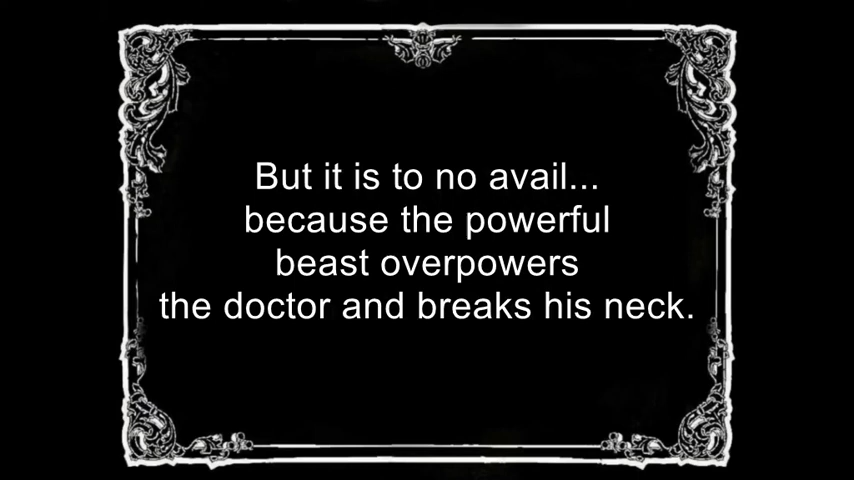 But it is to no avail...
because the powerful
beast overpowers
the doctor and breaks his neck.